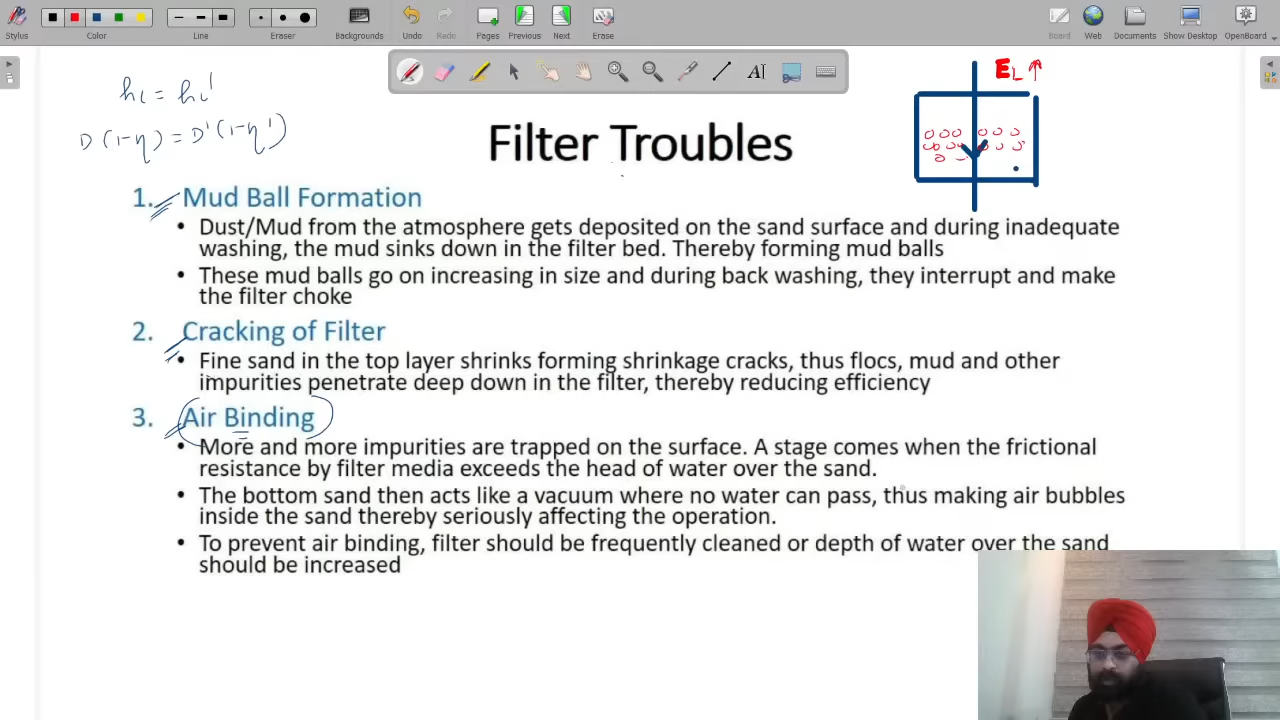 Stylus
Color
Line
Eraser
Backgrounds
Undo
Redo
Pages
Previous
Next
Erase
Board
Web
Documents
Show Desktop
OpenBoard
hL = hL'
D (1-η) = D' (1-η')
EL ↑
Filter Troubles
1. Mud Ball Formation
• Dust/Mud from the atmosphere gets deposited on the sand surface and during inadequate
washing, the mud sinks down in the filter bed. Thereby forming mud balls
• These mud balls go on increasing in size and during back washing, they interrupt and make
the filter choke
2. Cracking of Filter
• Fine sand in the top layer shrinks forming shrinkage cracks, thus flocs, mud and other
impurities penetrate deep down in the filter, thereby reducing efficiency
3. Air Binding
• More and more impurities are trapped on the surface. A stage comes when the frictional
resistance by filter media exceeds the head of water over the sand.
• The bottom sand then acts like a vacuum where no water can pass, thus making air bubbles
inside the sand thereby seriously affecting the operation.
• To prevent air binding, filter should be frequently cleaned or depth of water over the sand
should be increased